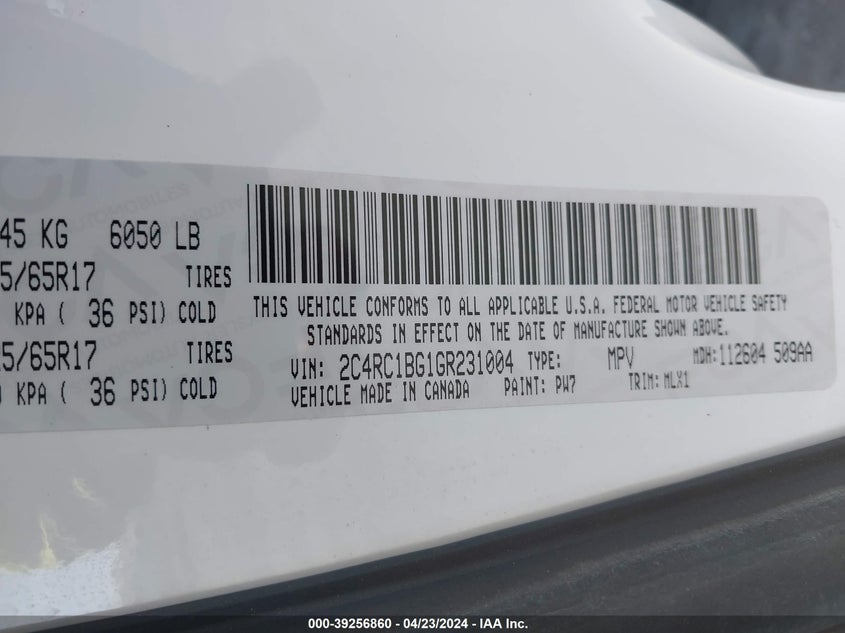 45 KG 6050 LB
5/65R17 TIRES
KPA ( 36 PSI) COLD
5/65R17 TIRES
KPA ( 36 PSI) COLD
THIS VEHICLE CONFORMS TO ALL APPLICABLE U.S.A. FEDERAL MOTOR VEHICLE SAFETY
STANDARDS IN EFFECT ON THE DATE OF MANUFACTURE SHOWN ABOVE.
VIN: 2C4RC1BG1GR231004 TYPE: MPV MDH: 112604 509AA
VEHICLE MADE IN CANADA PAINT: PW7 TRIM: MLX1
000-39256860 - 04/23/2024 - IAA Inc.